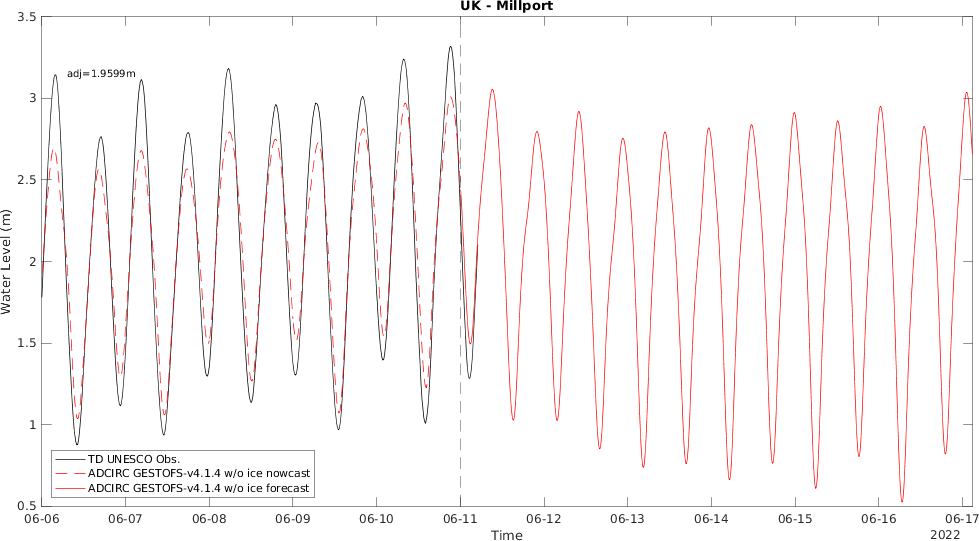 UK - Millport
adj=1.9599m
Water Level (m)
3.5
3
2.5
2
1.5
1
0.5
TD UNESCO Obs.
ADCIRC GESTOFS-v4.1.4 w/o ice nowcast
ADCIRC GESTOFS-v4.1.4 w/o ice forecast
06-06 06-07 06-08 06-09 06-10 06-11 06-12 06-13 06-14 06-15 06-16 06-17
Time
2022